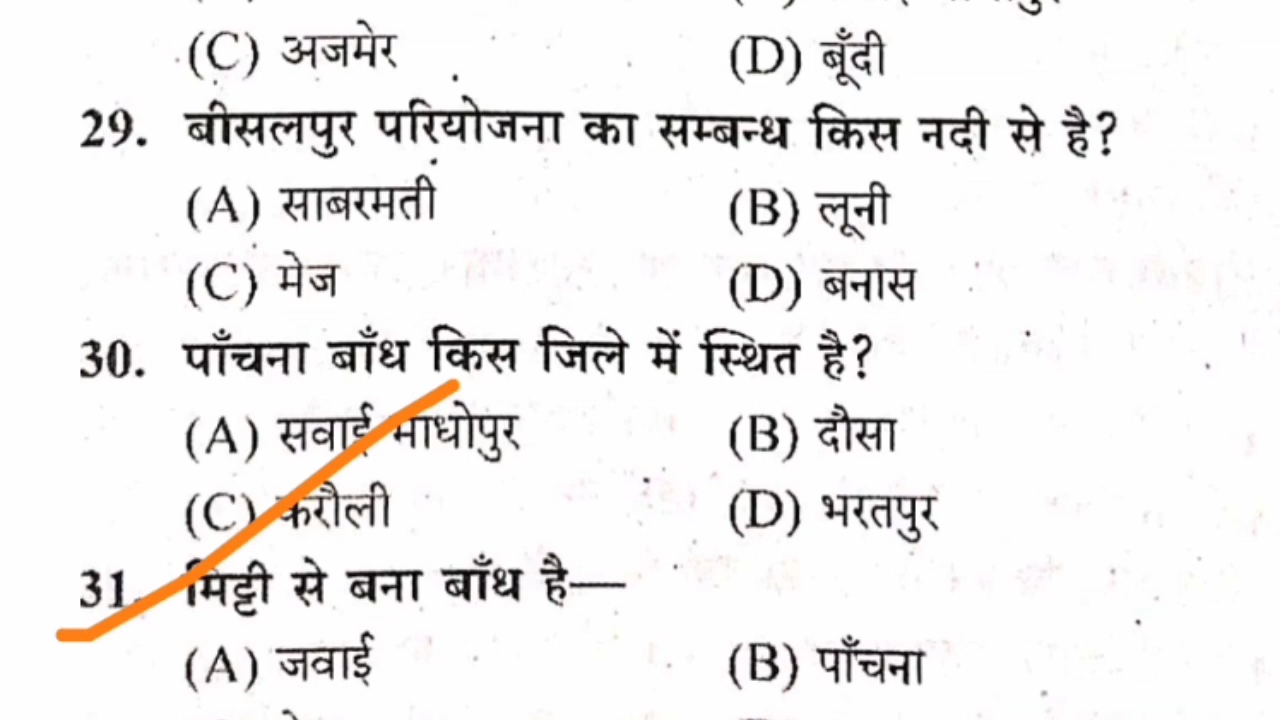 (C) अजमेर (D) बूँदी
29. बीसलपुर परियोजना का सम्बन्ध किस नदी से है?
(A) साबरमती (B) लूनी
(C) मेज (D) बनास
30. पाँचना बाँध किस जिले में स्थित है?
(A) सवाई माधोपुर (B) दौसा
(C) करौली (D) भरतपुर
31. मिट्टी से बना बाँध है—
(A) जवाई (B) पाँचना